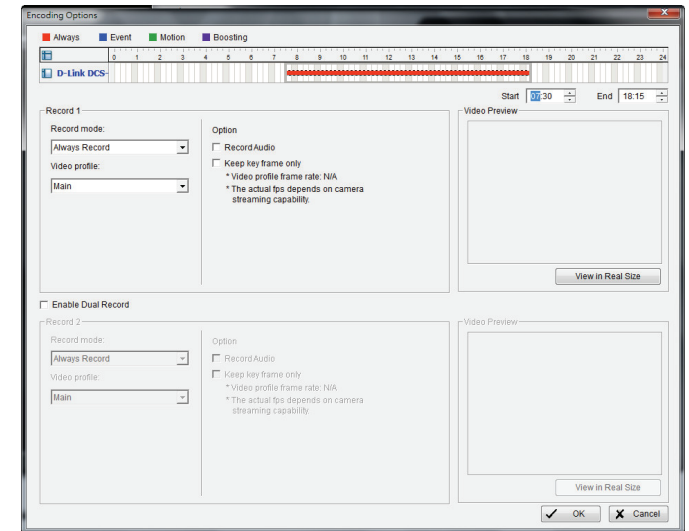 Encoding Options
Always Event Motion Boosting
0 1 2 3 4 5 6 7 8 9 10 11 12 13 14 15 16 17 18 19 20 21 22 23 24
D-Link DCS-
Start 07:30 End 18:15
Record 1
Video Preview
Record mode:
Option
Always Record
Record Audio
Video profile:
Keep key frame only
* Video profile frame rate: N/A
Main
* The actual fps depends on camera
streaming capability.
View in Real Size
Enable Dual Record
Record 2
Video Preview
Record mode:
Option
Always Record
Record Audio
Video profile:
Keep key frame only
* Video profile frame rate: N/A
Main
* The actual fps depends on camera
streaming capability.
View in Real Size
OK Cancel